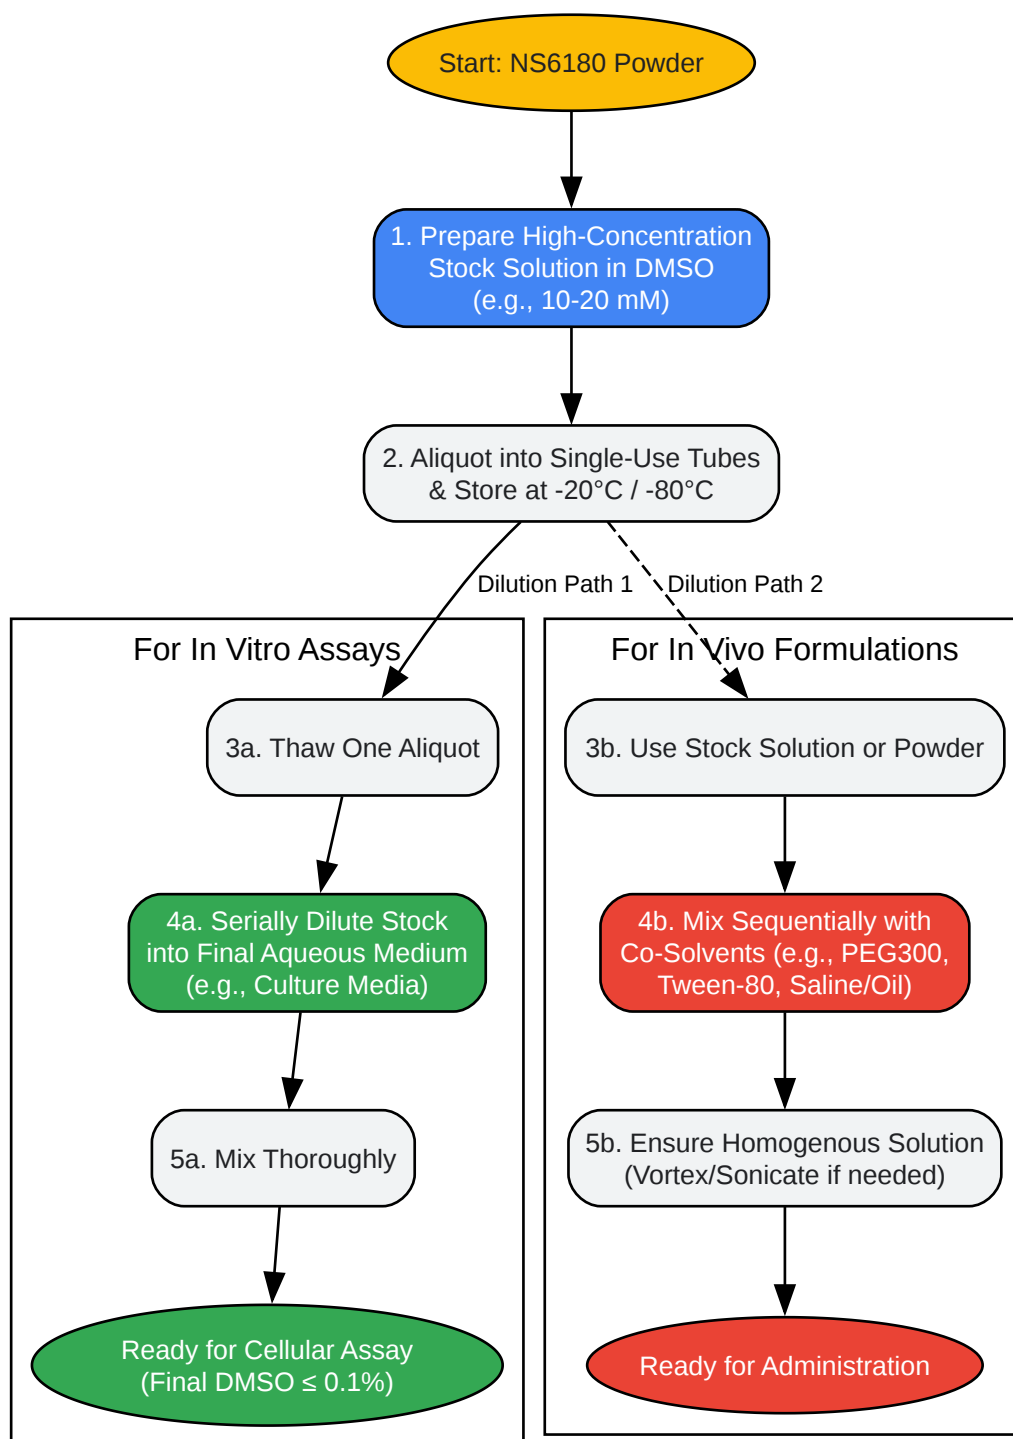 Start: NS6180 Powder
1. Prepare High-Concentration
Stock Solution in DMSO
(e.g., 10-20 mM)
2. Aliquot into Single-Use Tubes
& Store at -20°C / -80°C
Dilution Path 1
Dilution Path 2
For In Vitro Assays
3a. Thaw One Aliquot
4a. Serially Dilute Stock
into Final Aqueous Medium
(e.g., Culture Media)
5a. Mix Thoroughly
Ready for Cellular Assay
(Final DMSO ≤ 0.1%)
For In Vivo Formulations
3b. Use Stock Solution or Powder
4b. Mix Sequentially with
Co-Solvents (e.g., PEG300,
Tween-80, Saline/Oil)
5b. Ensure Homogenous Solution
(Vortex/Sonicate if needed)
Ready for Administration